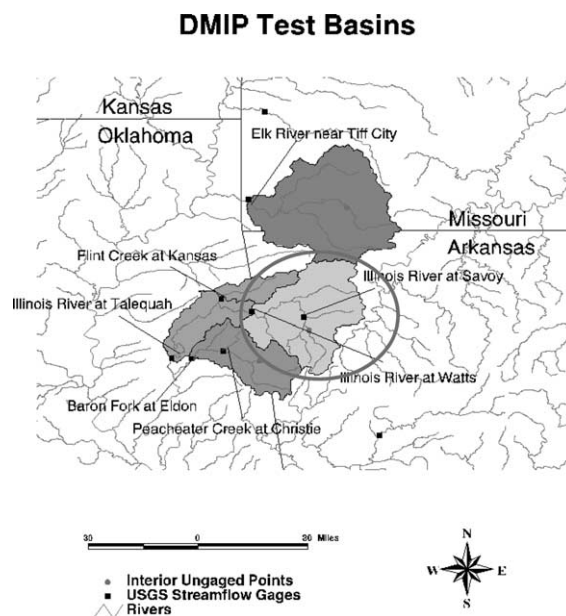 DMIP Test Basins
Kansas
Oklahoma
Elk River near Tiff City
Missouri
Arkansas
Flint Creek at Kansas
Illinois River at Savoy
Illinois River at Talequah
Illinois River at Watts
Baron Fork at Eldon
Peacheater Creek at Christie
30 0 30 Miles
N
W E
S
Interior Ungaged Points
USGS Streamflow Gages
Rivers